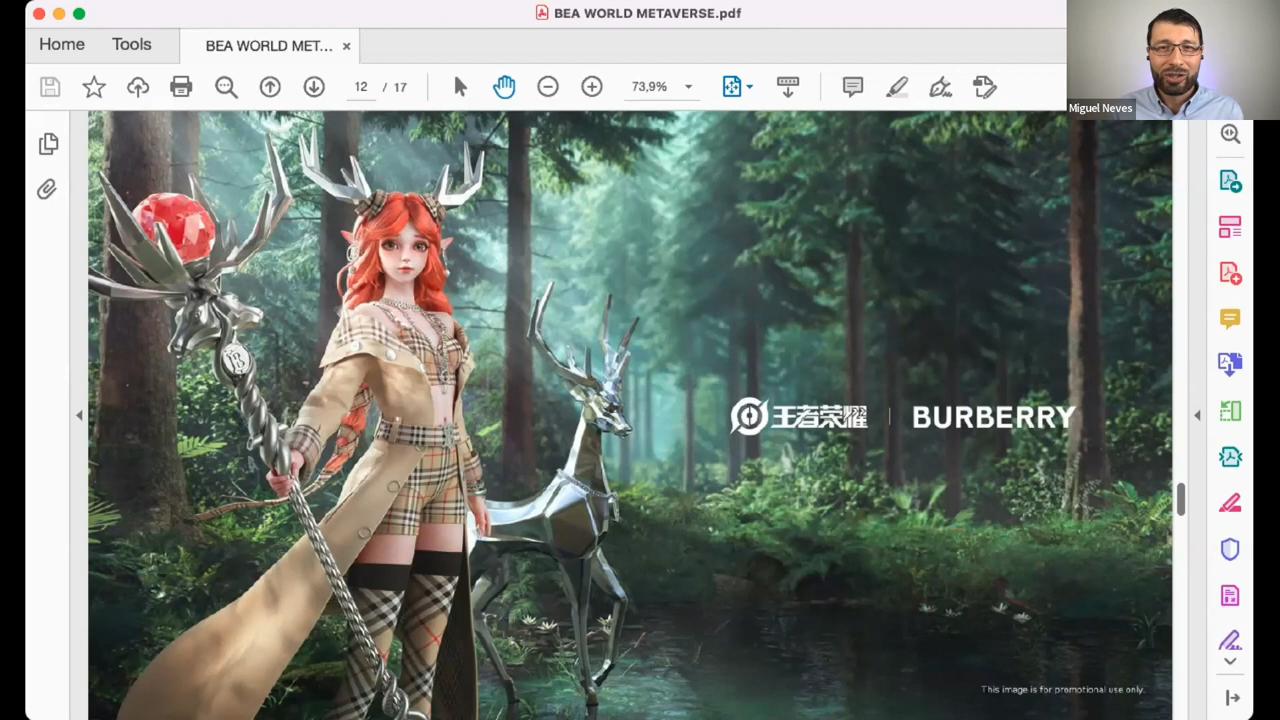 BEA WORLD METAVERSE.pdf
Home
Tools
BEA WORLD MET...
12 / 17
73,9%
Miguel Neves
B
王者荣耀 | BURBERRY
This image is for promotional use only.